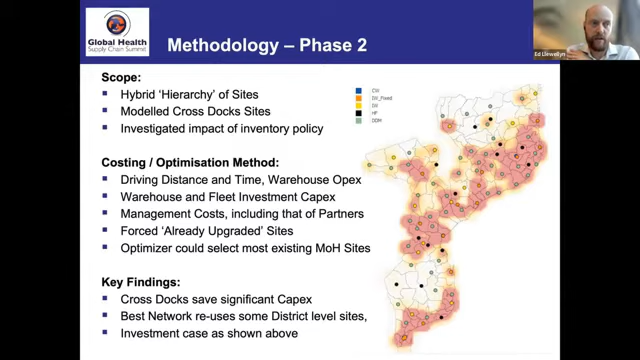 Global Health
Supply Chain Summit
Methodology – Phase 2
Ed Llewellyn
Scope:
Hybrid ‘Hierarchy’ of Sites
Modelled Cross Docks Sites
Investigated impact of inventory policy
Costing / Optimisation Method:
Driving Distance and Time, Warehouse Opex
Warehouse and Fleet Investment Capex
Management Costs, including that of Partners
Forced ‘Already Upgraded’ Sites
Optimizer could select most existing MoH Sites
Key Findings:
Cross Docks save significant Capex
Best Network re-uses some District level sites,
Investment case as shown above
CW
IW_Fixed
IW
HF
DDM